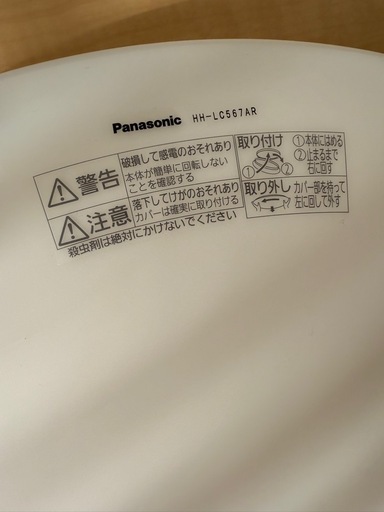 Panasonic HH-LC567AR
警告 破損して感電のおそれあり
本体が簡単に回転しない
ことを確認する
注意 落下してけがのおそれあり
カバーは確実に取り付ける
殺虫剤は絶対にかけないでください
取り付け ①本体にはめる
②止まるまで
右に回す
① ②
取り外し カバー部を持って
左に回して外す